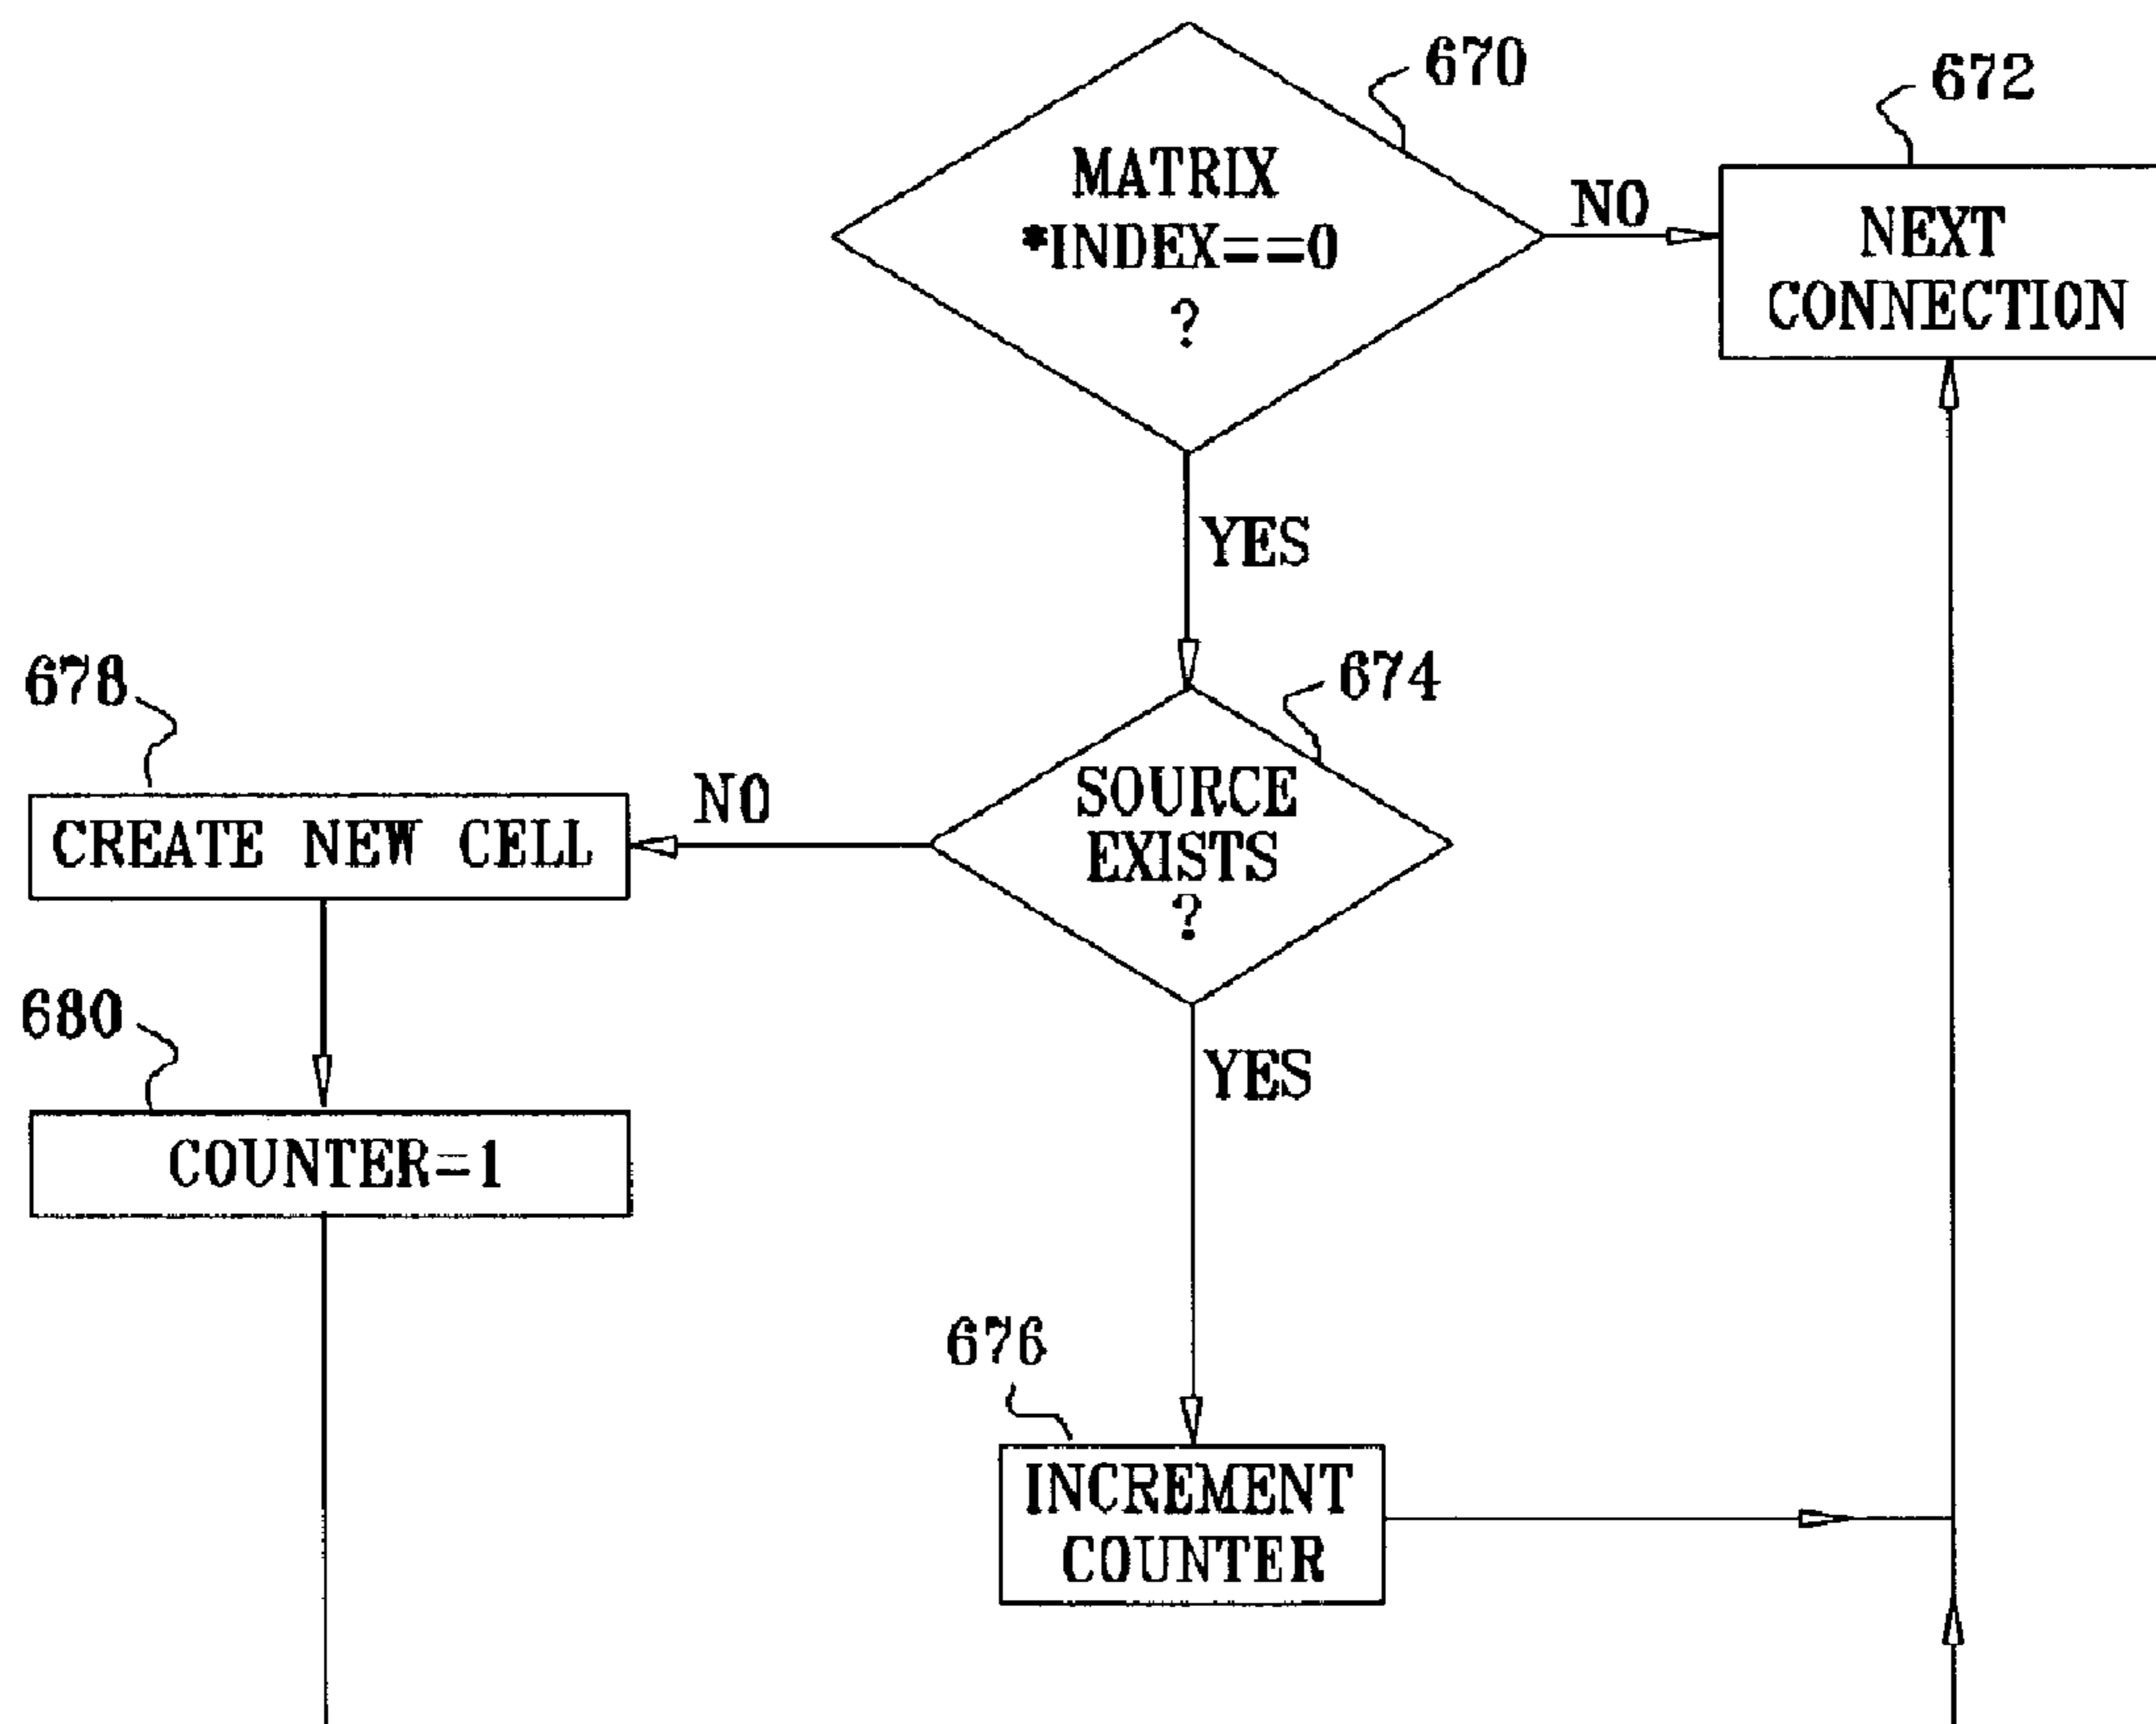 670
672
MATRIX
*INDEX==0
?
NO
NEXT
CONNECTION
YES
678
674
CREATE NEW CELL
NO
SOURCE
EXISTS
?
680
YES
COUNTER=1
676
INCREMENT
COUNTER